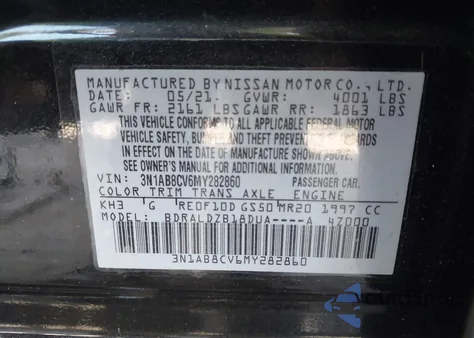 MANUFACTURED BY NISSAN MOTOR CO., LTD.
DATE: 05/21. GVWR: 4001 LBS
GAWR FR: 2161 LBS GAWR RR: 1863 LBS
THIS VEHICLE CONFORMS TO ALL APPLICABLE FEDERAL MOTOR
VEHICLE SAFETY, BUMPER, AND THEFT PREVENTION STANDARDS
IN EFFECT ON THE DATE OF MANUFACTURE SHOWN ABOVE.
SEE OWNER'S MANUAL FOR ADDITIONAL INFORMATION.
VIN: 3N1AB8CV6MY282860 PASSENGER CAR.
COLOR TRIM TRANS AXLE ENGINE
KH3 G RE0F10D GS50 MR20 1997 CC
MODEL: BDRALDZB18DUA----A 4Z000
3N1AB8CV6MY282860